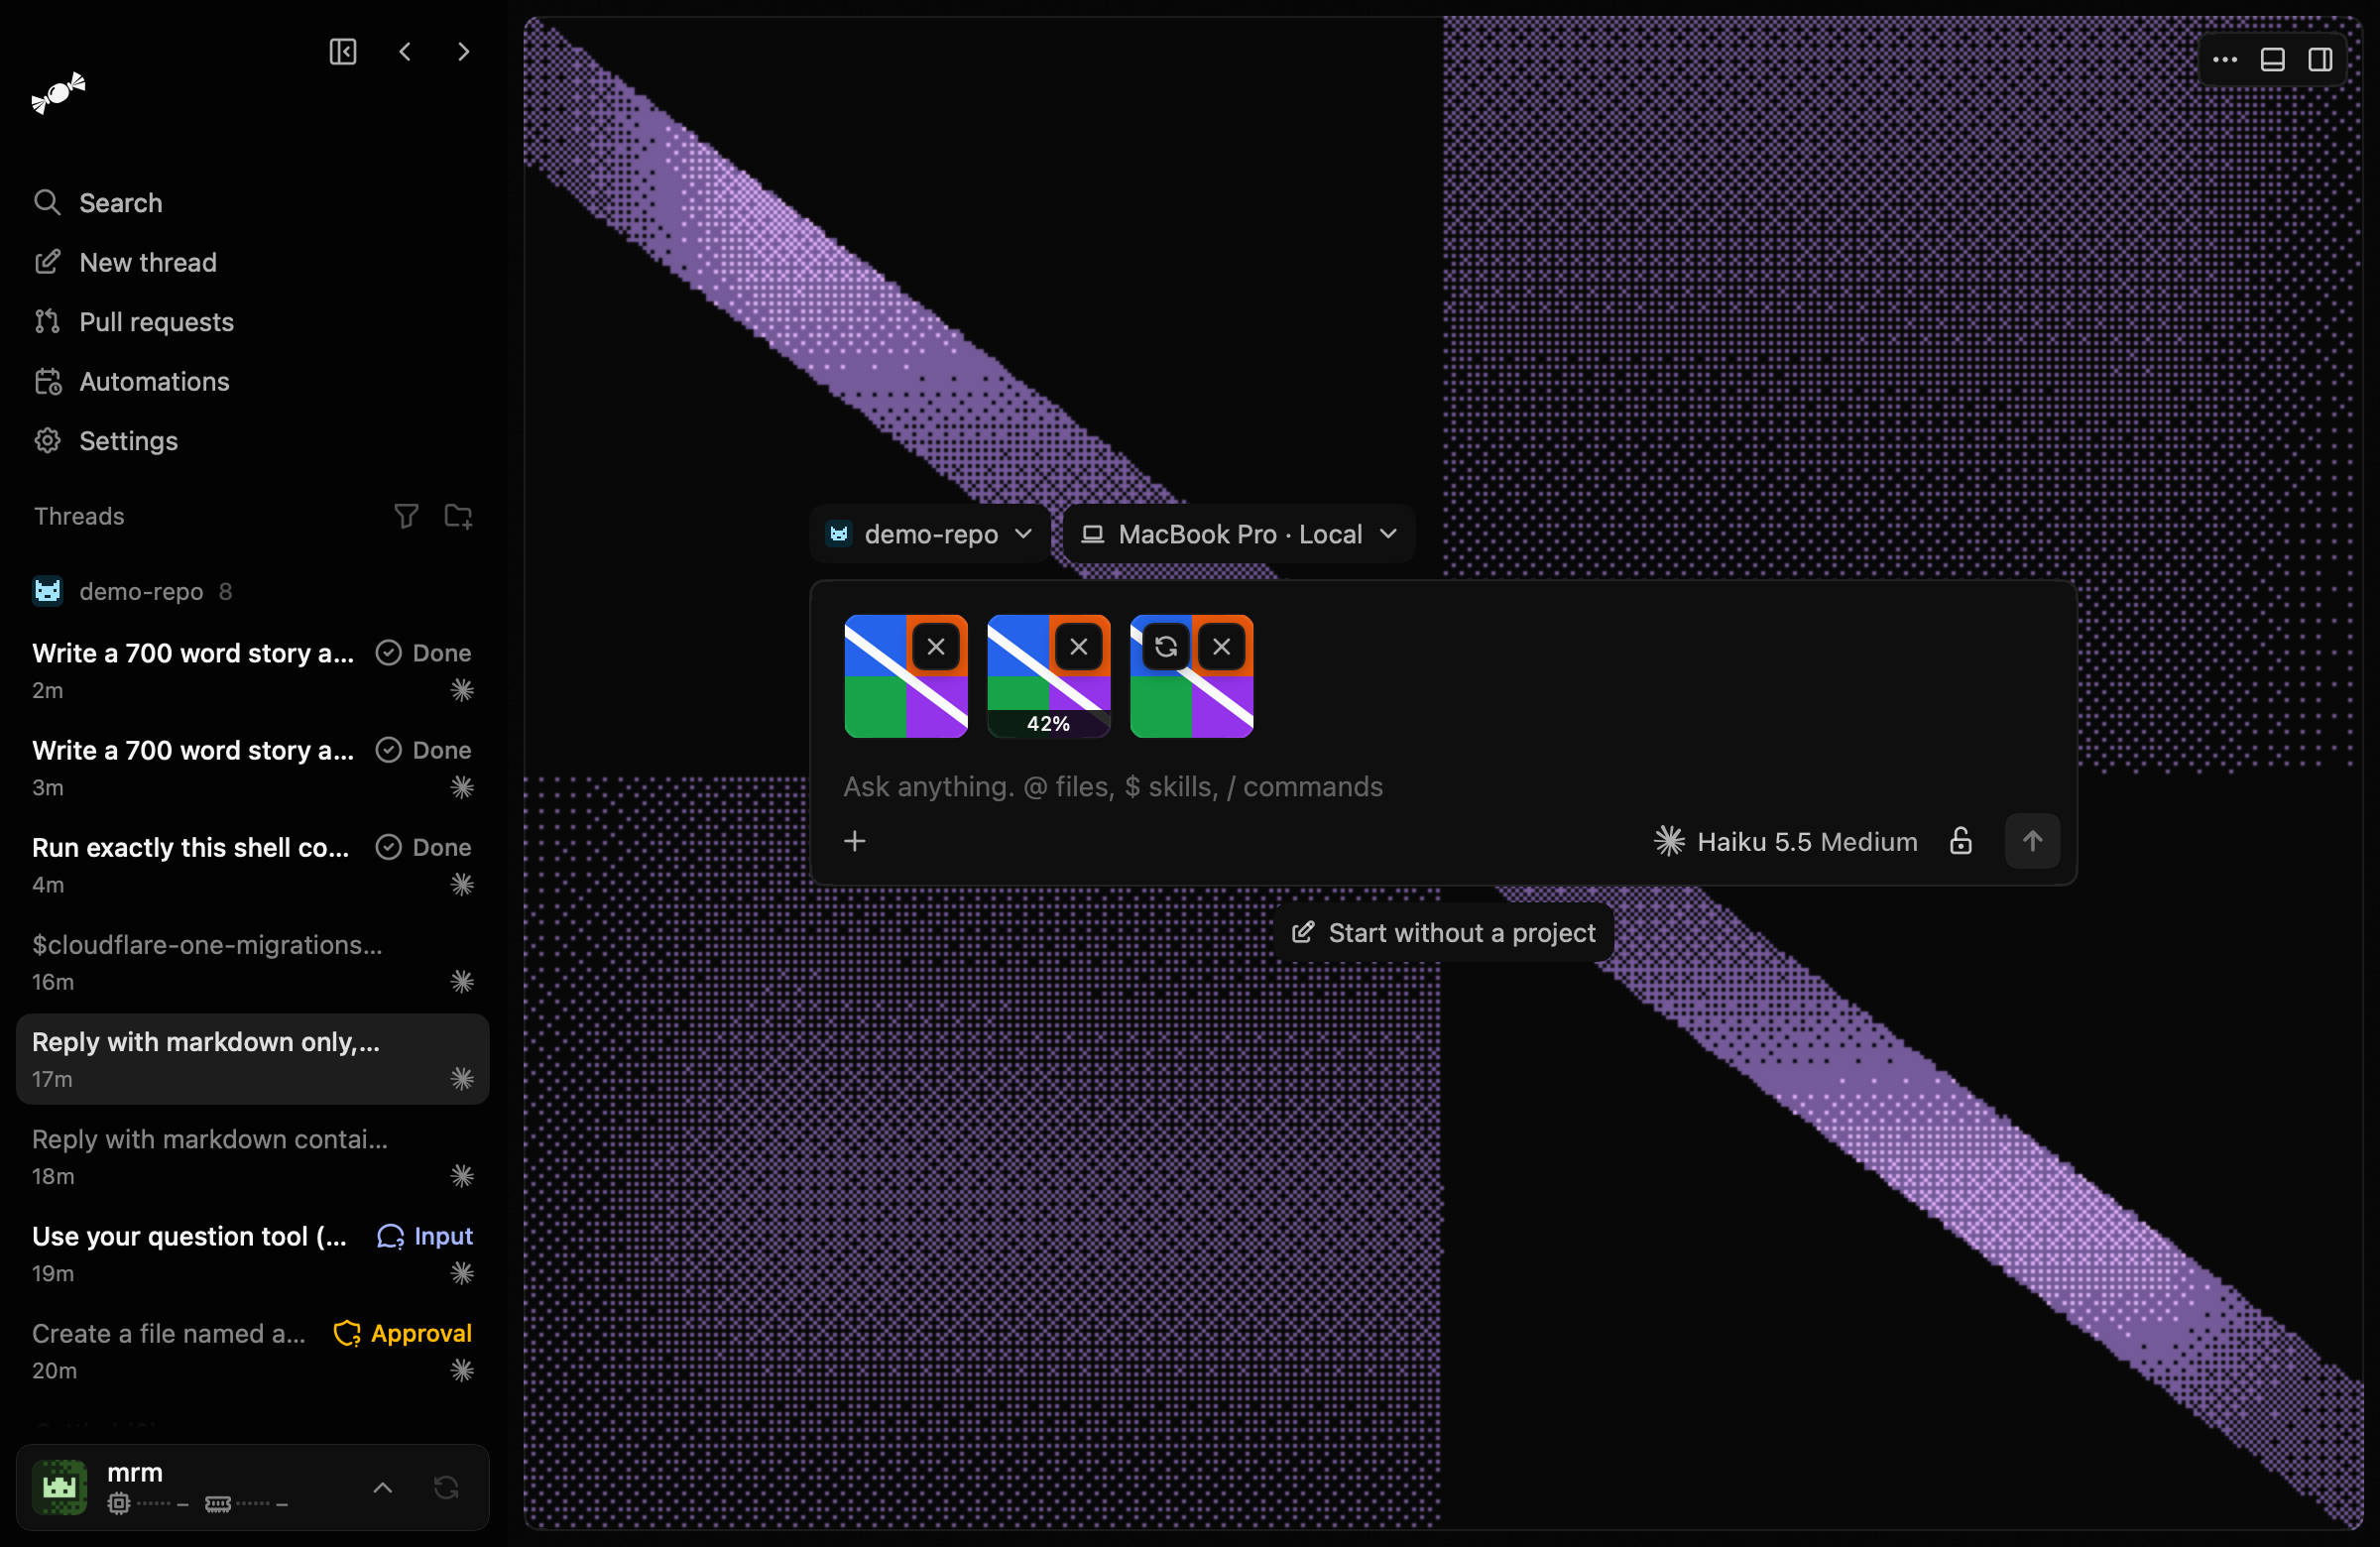 Search
New thread
Pull requests
Automations
Settings
Threads
demo-repo 8
Write a 700 word story a... Done
2m
Write a 700 word story a... Done
3m
Run exactly this shell co... Done
4m
$cloudflare-one-migrations...
16m
Reply with markdown only,...
17m
Reply with markdown contai...
18m
Use your question tool (... Input
19m
Create a file named a... Approval
20m
mrm
demo-repo
MacBook Pro · Local
42%
Ask anything. @ files, $ skills, / commands
Haiku 5.5 Medium
Start without a project